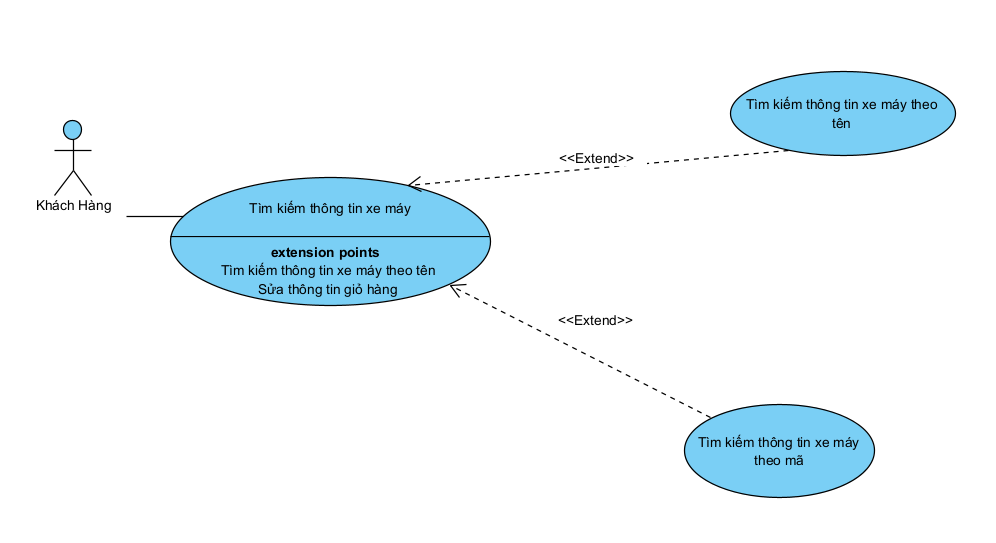 Tìm kiếm thông tin xe máy theo
tên
<<Extend>>
Khách Hàng
Tìm kiếm thông tin xe máy
extension points
Tìm kiếm thông tin xe máy theo tên
Sửa thông tin giỏ hàng
<<Extend>>
Tìm kiếm thông tin xe máy
theo mã